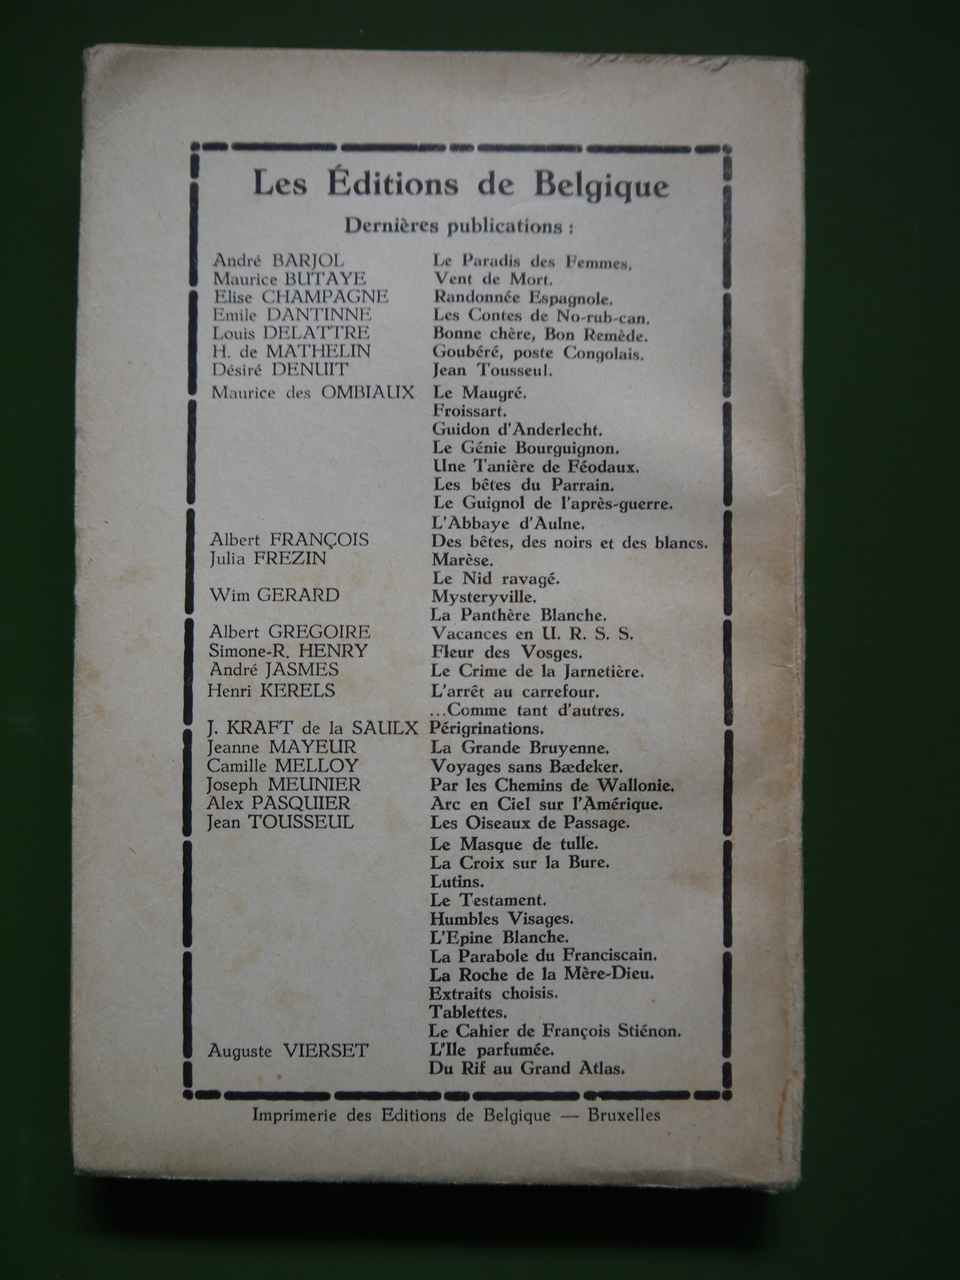 Les Éditions de Belgique
Dernières publications :
André BARJOL Le Paradis des Femmes.
Maurice BUTAYE Vent de Mort.
Elise CHAMPAGNE Randonnée Espagnole.
Emile DANTINNE Les Contes de No-rub-can.
Louis DELATTRE Bonne chère, Bon Remède.
H. de MATHELIN Goubéré, poste Congolais.
Désiré DENUIT Jean Tousseul.
Maurice des OMBIAUX Le Maugré.
Froissart.
Guidon d'Anderlecht.
Le Génie Bourguignon.
Une Tanière de Féodaux.
Les bêtes du Parrain.
Le Guignol de l'après-guerre.
L'Abbaye d'Aulne.
Albert FRANÇOIS Des bêtes, des noirs et des blancs.
Julia FREZIN Marèse.
Le Nid ravagé.
Wim GERARD Mysteryville.
La Panthère Blanche.
Albert GREGOIRE Vacances en U. R. S. S.
Simone-R. HENRY Fleur des Vosges.
André JASMES Le Crime de la Jarnetière.
Henri KERELS L'arrêt au carrefour.
...Comme tant d'autres.
J. KRAFT de la SAULX Périgrinations.
Jeanne MAYEUR La Grande Bruyenne.
Camille MELLOY Voyages sans Bædeker.
Joseph MEUNIER Par les Chemins de Wallonie.
Alex PASQUIER Arc en Ciel sur l'Amérique.
Jean TOUSSEUL Les Oiseaux de Passage.
Le Masque de tulle.
La Croix sur la Bure.
Lutins.
Le Testament.
Humbles Visages.
L'Epine Blanche.
La Parabole du Franciscain.
La Roche de la Mère-Dieu.
Extraits choisis.
Tablettes.
Le Cahier de François Stiénon.
Auguste VIERSET L'Ile parfumée.
Du Rif au Grand Atlas.
Imprimerie des Editions de Belgique — Bruxelles